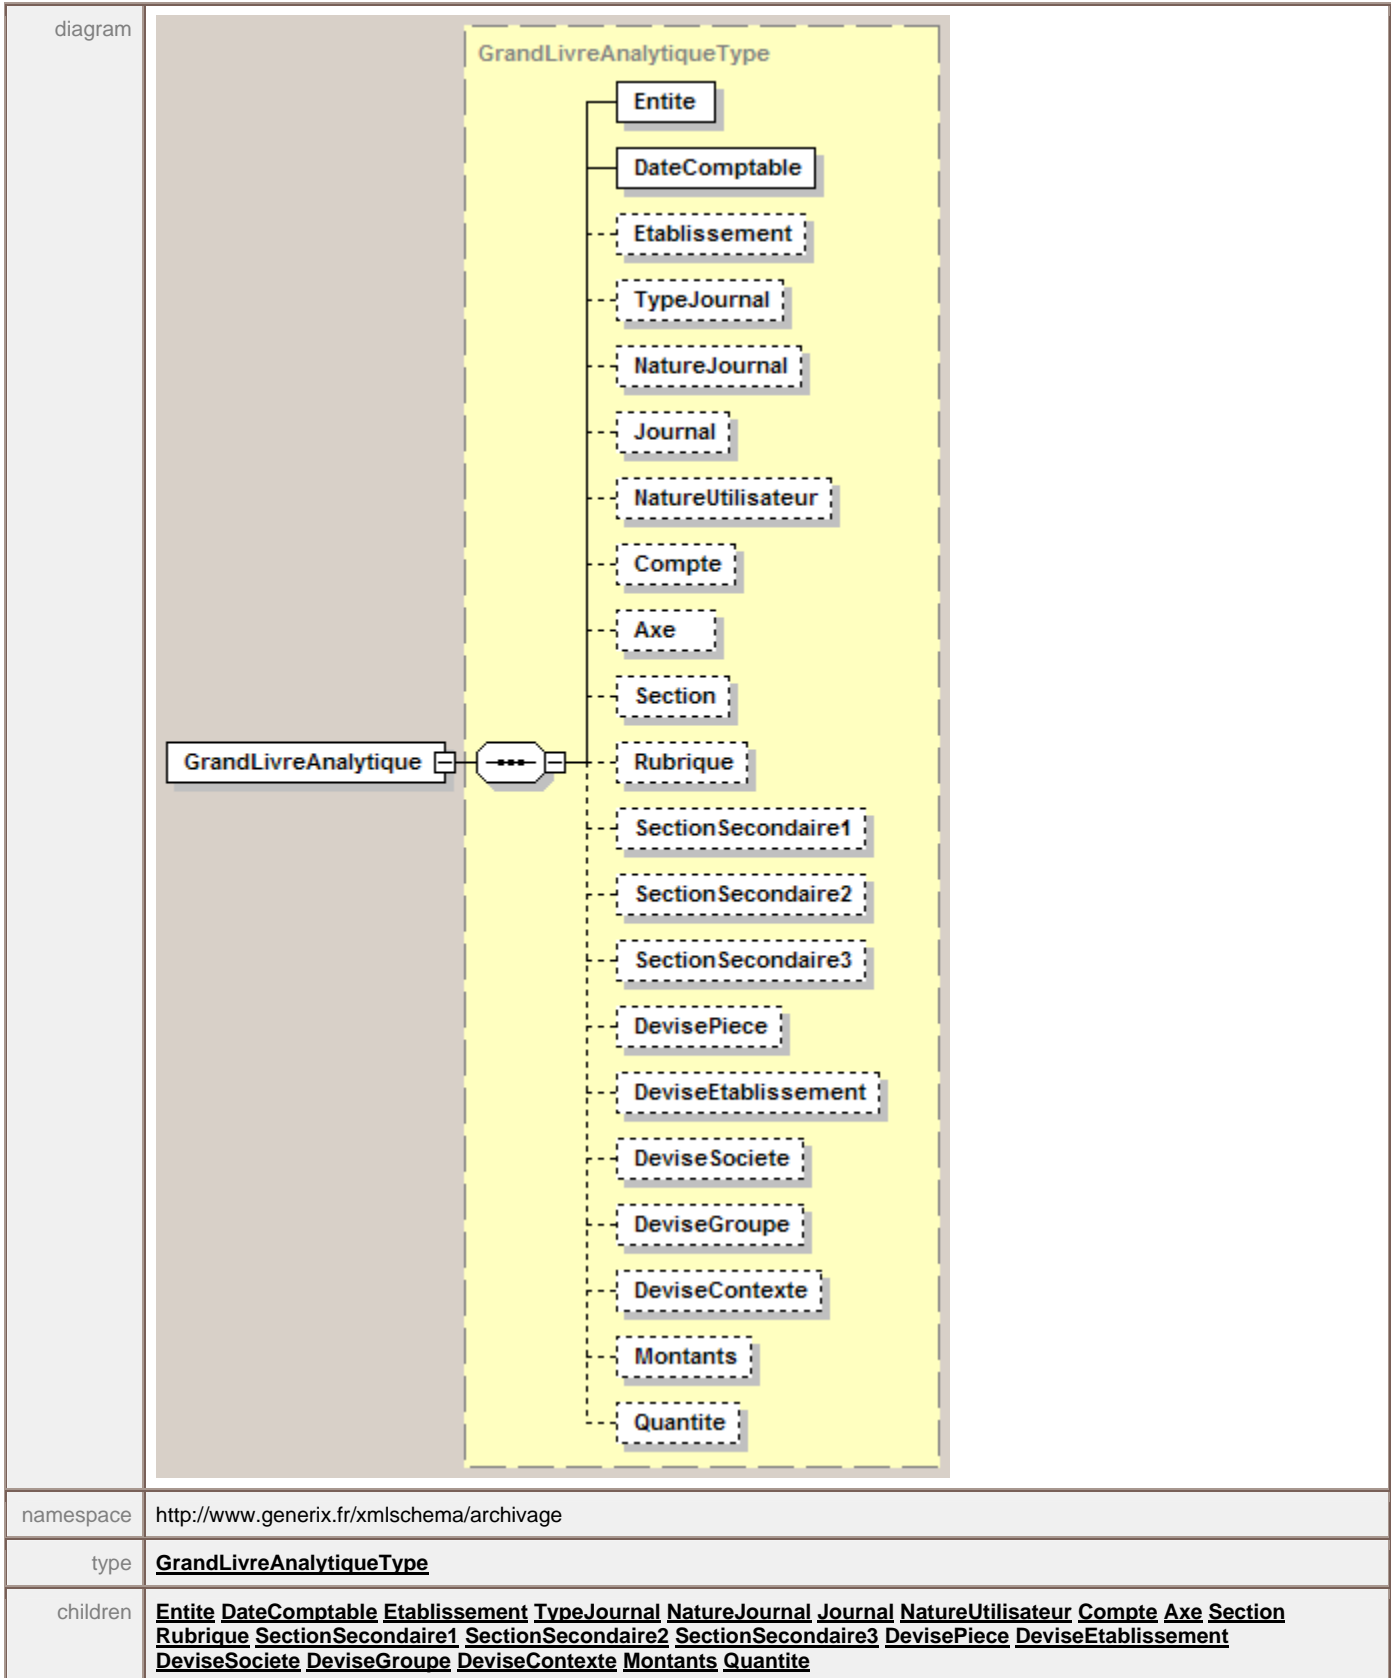 diagram
GrandLivreAnalytiqueType
Entite
DateComptable
Etablissement
TypeJournal
NatureJournal
Journal
NatureUtilisateur
Compte
Axe
Section
GrandLivreAnalytique
Rubrique
SectionSecondaire1
SectionSecondaire2
SectionSecondaire3
DevisePiece
DeviseEtablissement
DeviseSociete
DeviseGroupe
DeviseContexte
Montants
Quantite
namespace http://www.generix.fr/xmlschema/archivage
type GrandLivreAnalytiqueType
children Entite DateComptable Etablissement TypeJournal NatureJournal Journal NatureUtilisateur Compte Axe Section
Rubrique SectionSecondaire1 SectionSecondaire2 SectionSecondaire3 DevisePiece DeviseEtablissement
DeviseSociete DeviseGroupe DeviseContexte Montants Quantite